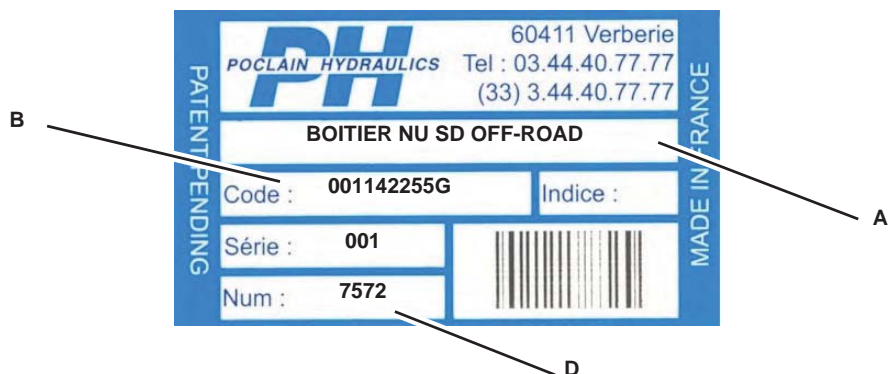 PATENT PENDING
POCLAIN HYDRAULICS
PH
60411 Verberie
Tel : 03.44.40.77.77
(33) 3.44.40.77.77
MADE IN FRANCE
BOITIER NU SD OFF-ROAD
B
Code : 001142255G
Indice :
A
Série : 001
Num : 7572
D